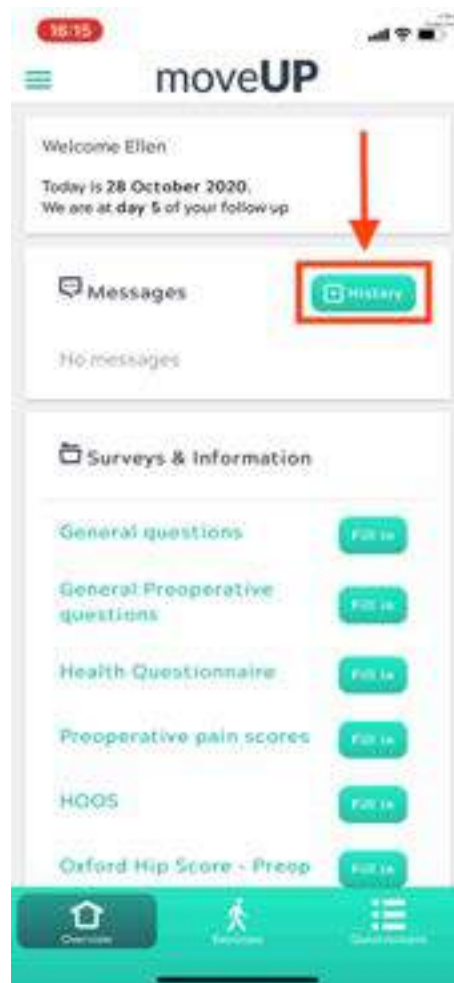 16:15
moveUP
Welcome Ellen
Today is 28 October 2020.
We are at day 5 of your follow up
Messages
History
No messages
Surveys & Information
General questions
Fill in
General Preoperative
questions
Fill in
Health Questionnaire
Fill in
Preoperative pain scores
Fill in
HOOS
Fill in
Oxford Hip Score - Preop
Fill in
Overview